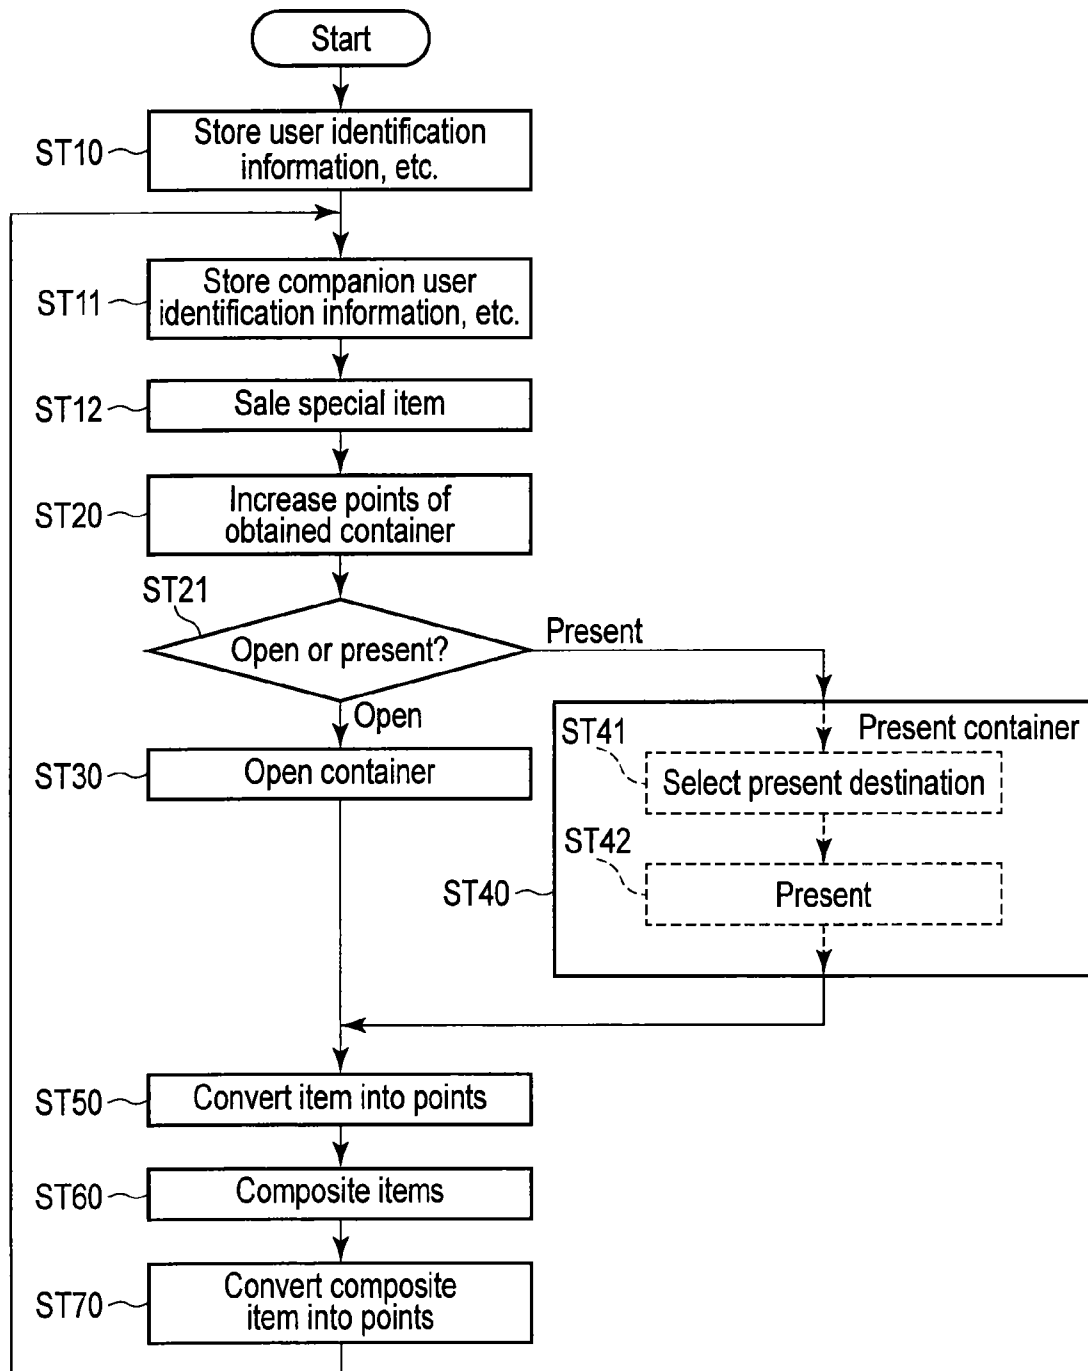 Start
ST10
Store user identification
information, etc.
ST11
Store companion user
identification information, etc.
ST12
Sale special item
ST20
Increase points of
obtained container
ST21
Open or present?
Present
Open
ST30
Open container
Present container
ST41
Select present destination
ST42
Present
ST40
ST50
Convert item into points
ST60
Composite items
ST70
Convert composite
item into points